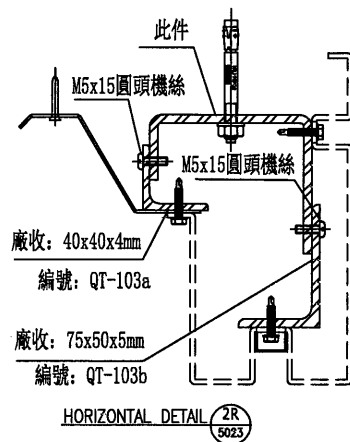 此件
M5x15圓頭機絲
M5x15圓頭機絲
廠收: 40x40x4mm
編號: QT-103a
廠收: 75x50x5mm
編號: QT-103b
HORIZONTAL DETAIL 2R
5023